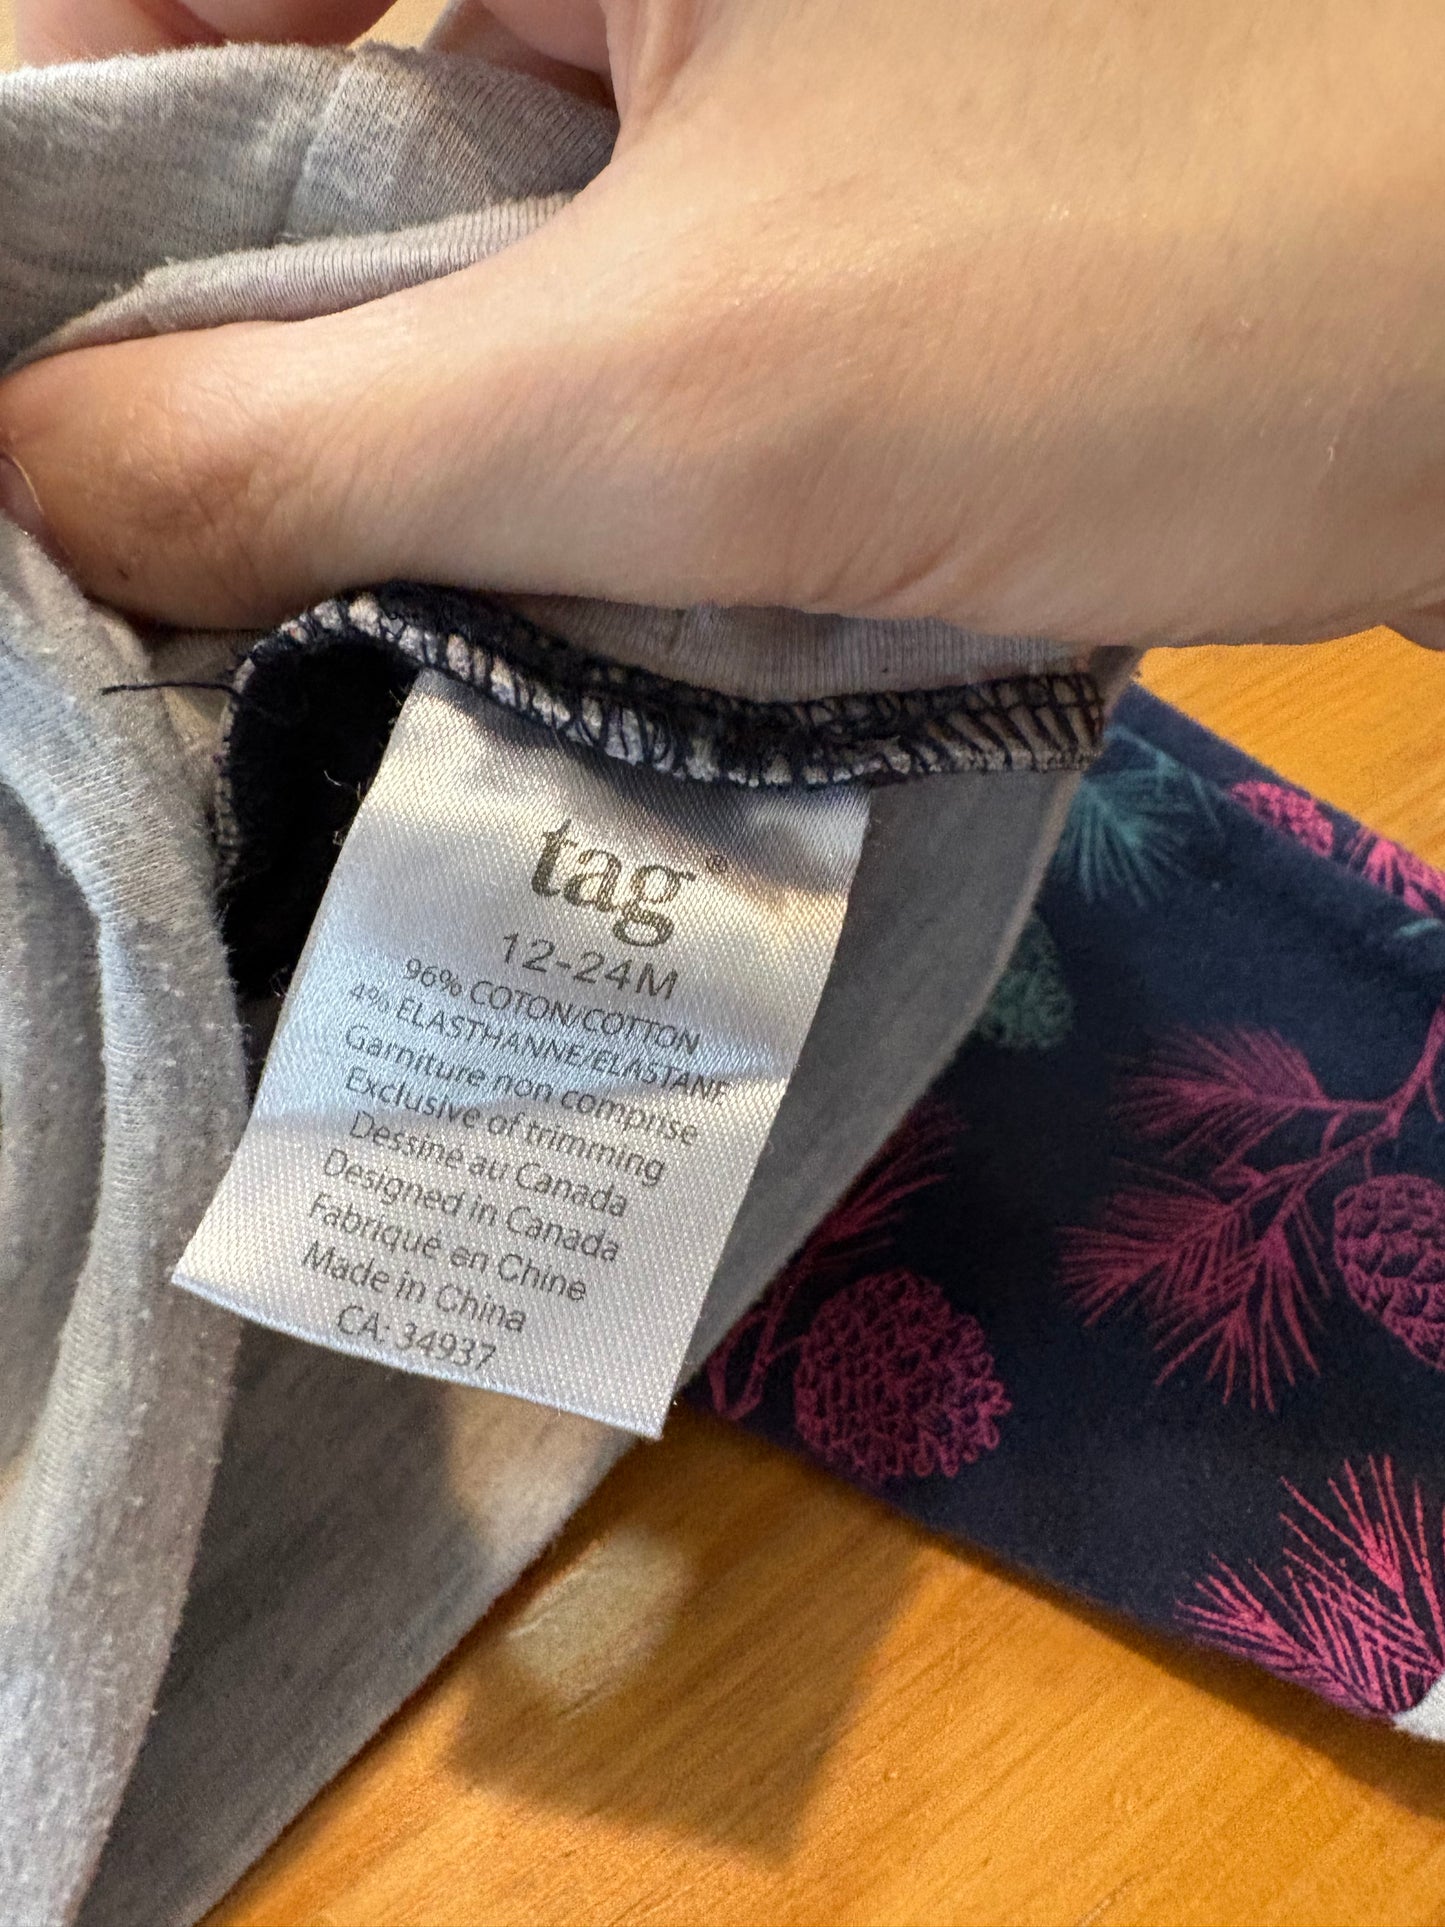 tag®
12-24M
96% COTON/COTTON
4% ELASTHANNE/ELASTANE
Garniture non comprise
Exclusive of trimming
Dessiné au Canada
Designed in Canada
Fabriqué en Chine
Made in China
CA: 34937